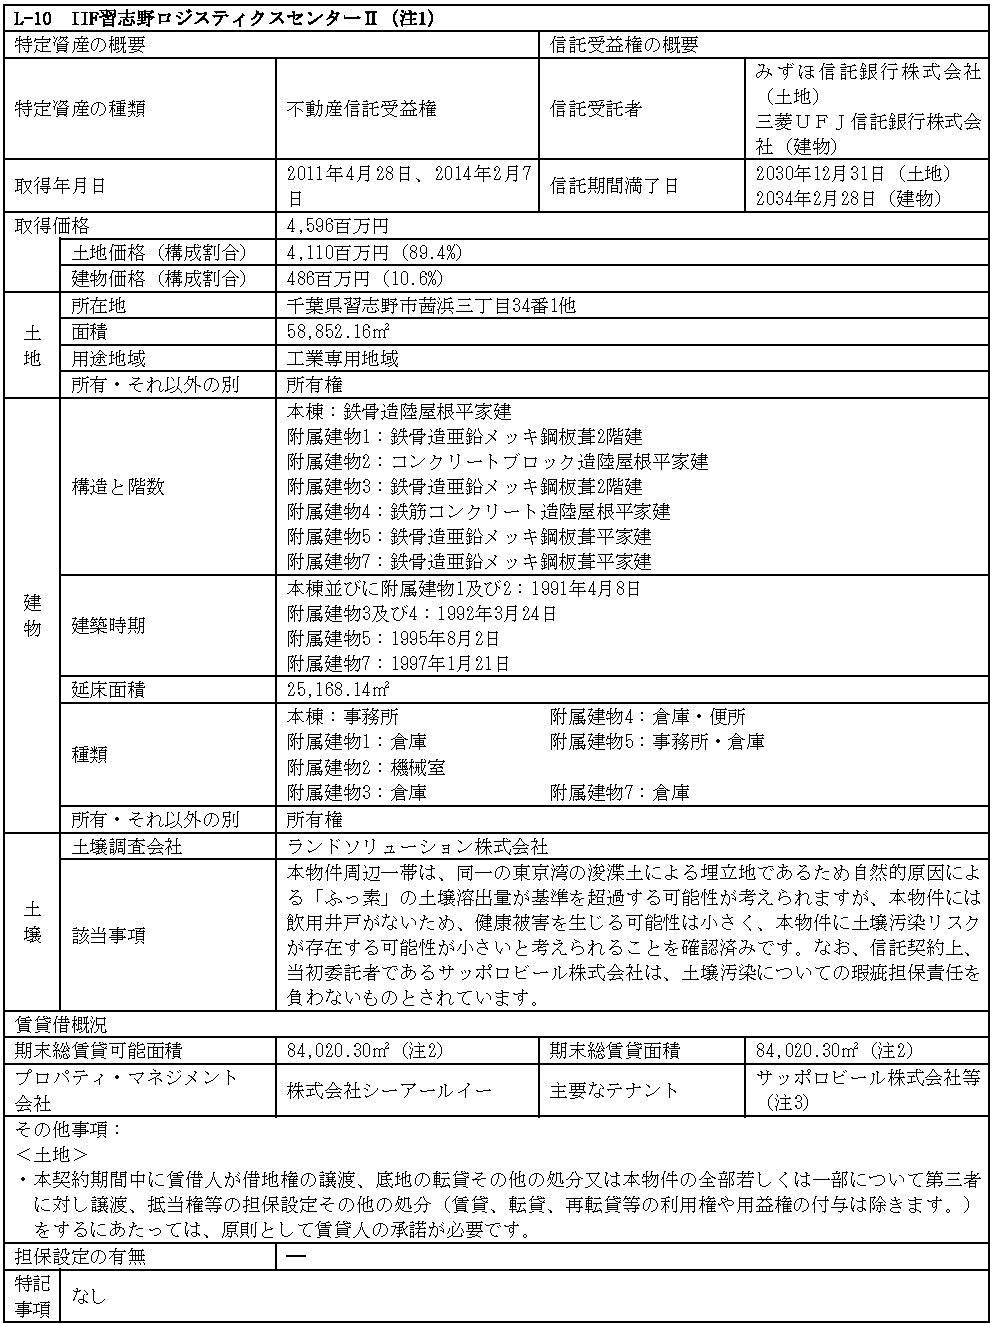 L-10　IIF習志野ロジスティクスセンターⅡ（注1）
特定資産の概要　信託受益権の概要
特定資産の種類　不動産信託受益権　信託受託者　みずほ信託銀行株式会社
（土地）
三菱ＵＦＪ信託銀行株式会
社（建物）
取得年月日　2011年4月28日、2014年2月7
日　信託期間満了日　2030年12月31日（土地）
2034年2月28日（建物）
取得価格　4,596百万円
土地価格（構成割合）　4,110百万円（89.4%）
建物価格（構成割合）　486百万円（10.6%）
土地　所在地　千葉県習志野市茜浜三丁目34番1他
面積　58,852.16㎡
用途地域　工業専用地域
所有・それ以外の別　所有権
建物　構造と階数　本棟：鉄骨造陸屋根平家建
附属建物1：鉄骨造亜鉛メッキ鋼板葺2階建
附属建物2：コンクリートブロック造陸屋根平家建
附属建物3：鉄骨造亜鉛メッキ鋼板葺2階建
附属建物4：鉄筋コンクリート造陸屋根平家建
附属建物5：鉄骨造亜鉛メッキ鋼板葺平家建
附属建物7：鉄骨造亜鉛メッキ鋼板葺平家建
建築時期　本棟並びに附属建物1及び2：1991年4月8日
附属建物3及び4：1992年3月24日
附属建物5：1995年8月2日
附属建物7：1997年1月21日
延床面積　25,168.14㎡
種類　本棟：事務所　附属建物4：倉庫・便所
附属建物1：倉庫　附属建物5：事務所・倉庫
附属建物2：機械室
附属建物3：倉庫　附属建物7：倉庫
所有・それ以外の別　所有権
土壌　土壌調査会社　ランドソリューション株式会社
該当事項　本物件周辺一帯は、同一の東京湾の浚渫土による埋立地であるため自然的原因によ
る「ふっ素」の土壌溶出量が基準を超過する可能性が考えられますが、本物件には
飲用井戸がないため、健康被害を生じる可能性は小さく、本物件に土壌汚染リスク
が存在する可能性が小さいと考えられることを確認済みです。なお、信託契約上、
当初委託者であるサッポロビール株式会社は、土壌汚染についての瑕疵担保責任を
負わないものとされています。
賃貸借概況
期末総賃貸可能面積　84,020.30㎡（注2）　期末総賃貸面積　84,020.30㎡（注2）
プロパティ・マネジメント
会社　株式会社シーアールイー　主要なテナント　サッポロビール株式会社等
（注3）
その他事項：
＜土地＞
・本契約期間中に賃借人が借地権の譲渡、底地の転貸その他の処分又は本物件の全部若しくは一部について第三者
に対し譲渡、抵当権等の担保設定その他の処分（賃貸、転貸、再転貸等の利用権や用益権の付与は除きます。）
をするにあたっては、原則として賃貸人の承諾が必要です。
担保設定の有無　―
特記
事項　なし